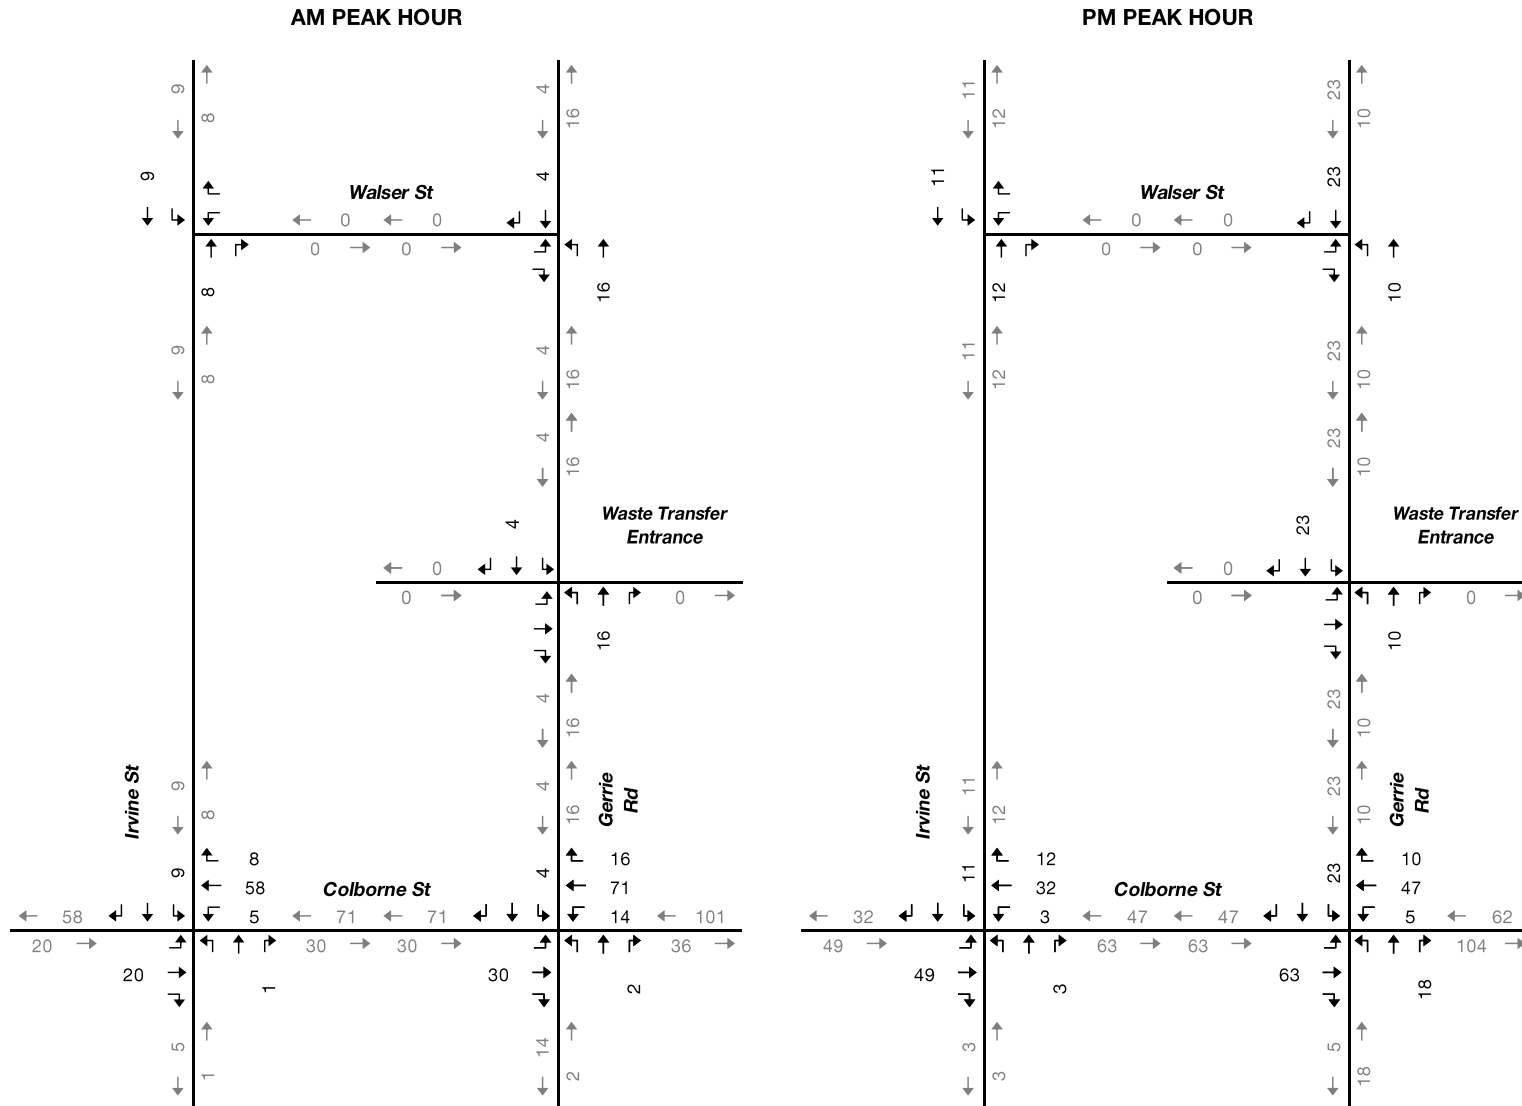 AM PEAK HOUR PM PEAK HOUR
9 8 4 16 11 12 23 10
9 4 11 23
Walser St Walser St
0 0 0 0
0 0 0 0
8 16 12 10
9 8 4 16 11 12 23 10
4 16 23 10
4 Waste Transfer 23 Waste Transfer
Entrance Entrance
0 0
0 0 0 0
16 10
4 16 23 10
Irvine St 9 8 4 16 Gerrie Rd Irvine St 11 12 23 10 Gerrie Rd
8 16 12 10
9 58 4 71 11 32 23 47
Colborne St Colborne St
58 5 71 71 14 101 32 3 47 47 5 62
20 30 30 36 49 63 63 104
20 1 30 2 49 3 63 18
5 1 14 2 3 3 5 18